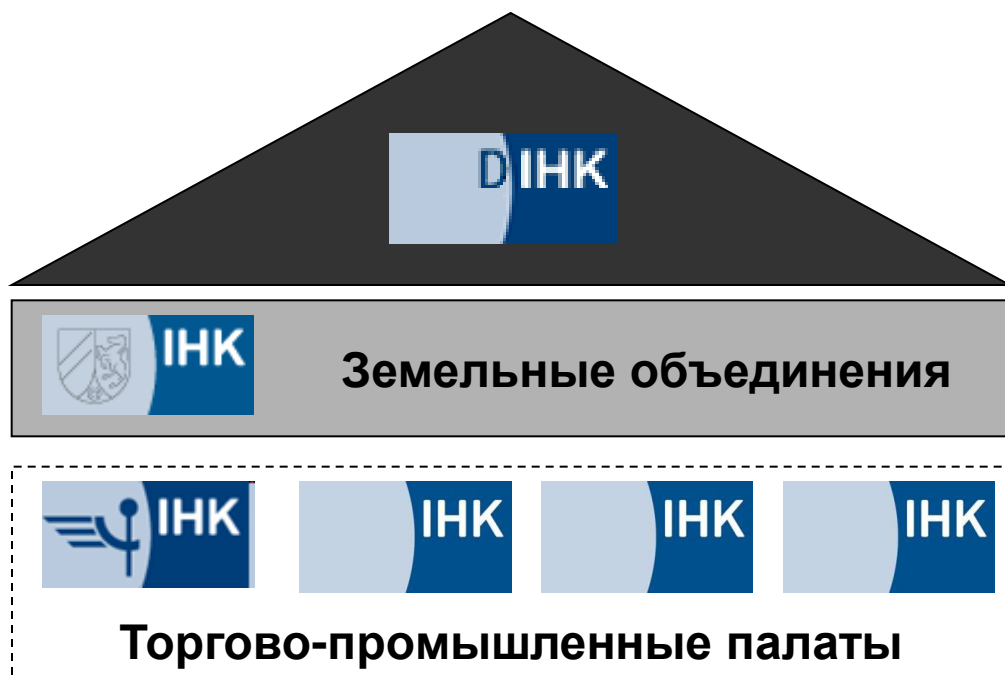 DIHK
IHK
Земельные объединения
IHK IHK IHK IHK
Торгово-промышленные палаты